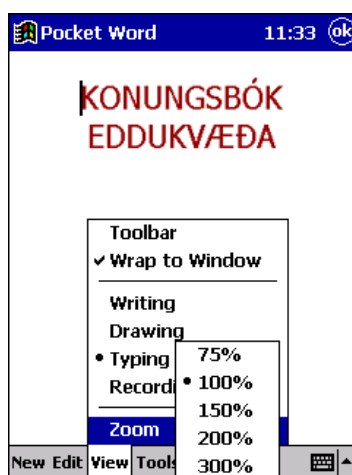 Pocket Word 11:33 ok
KONUNGSBÓK
EDDUKVÆÐA
Toolbar
Wrap to Window
Writing
Drawing
Typing
Recordi
Zoom
75%
100%
150%
200%
300%
New Edit View Tools